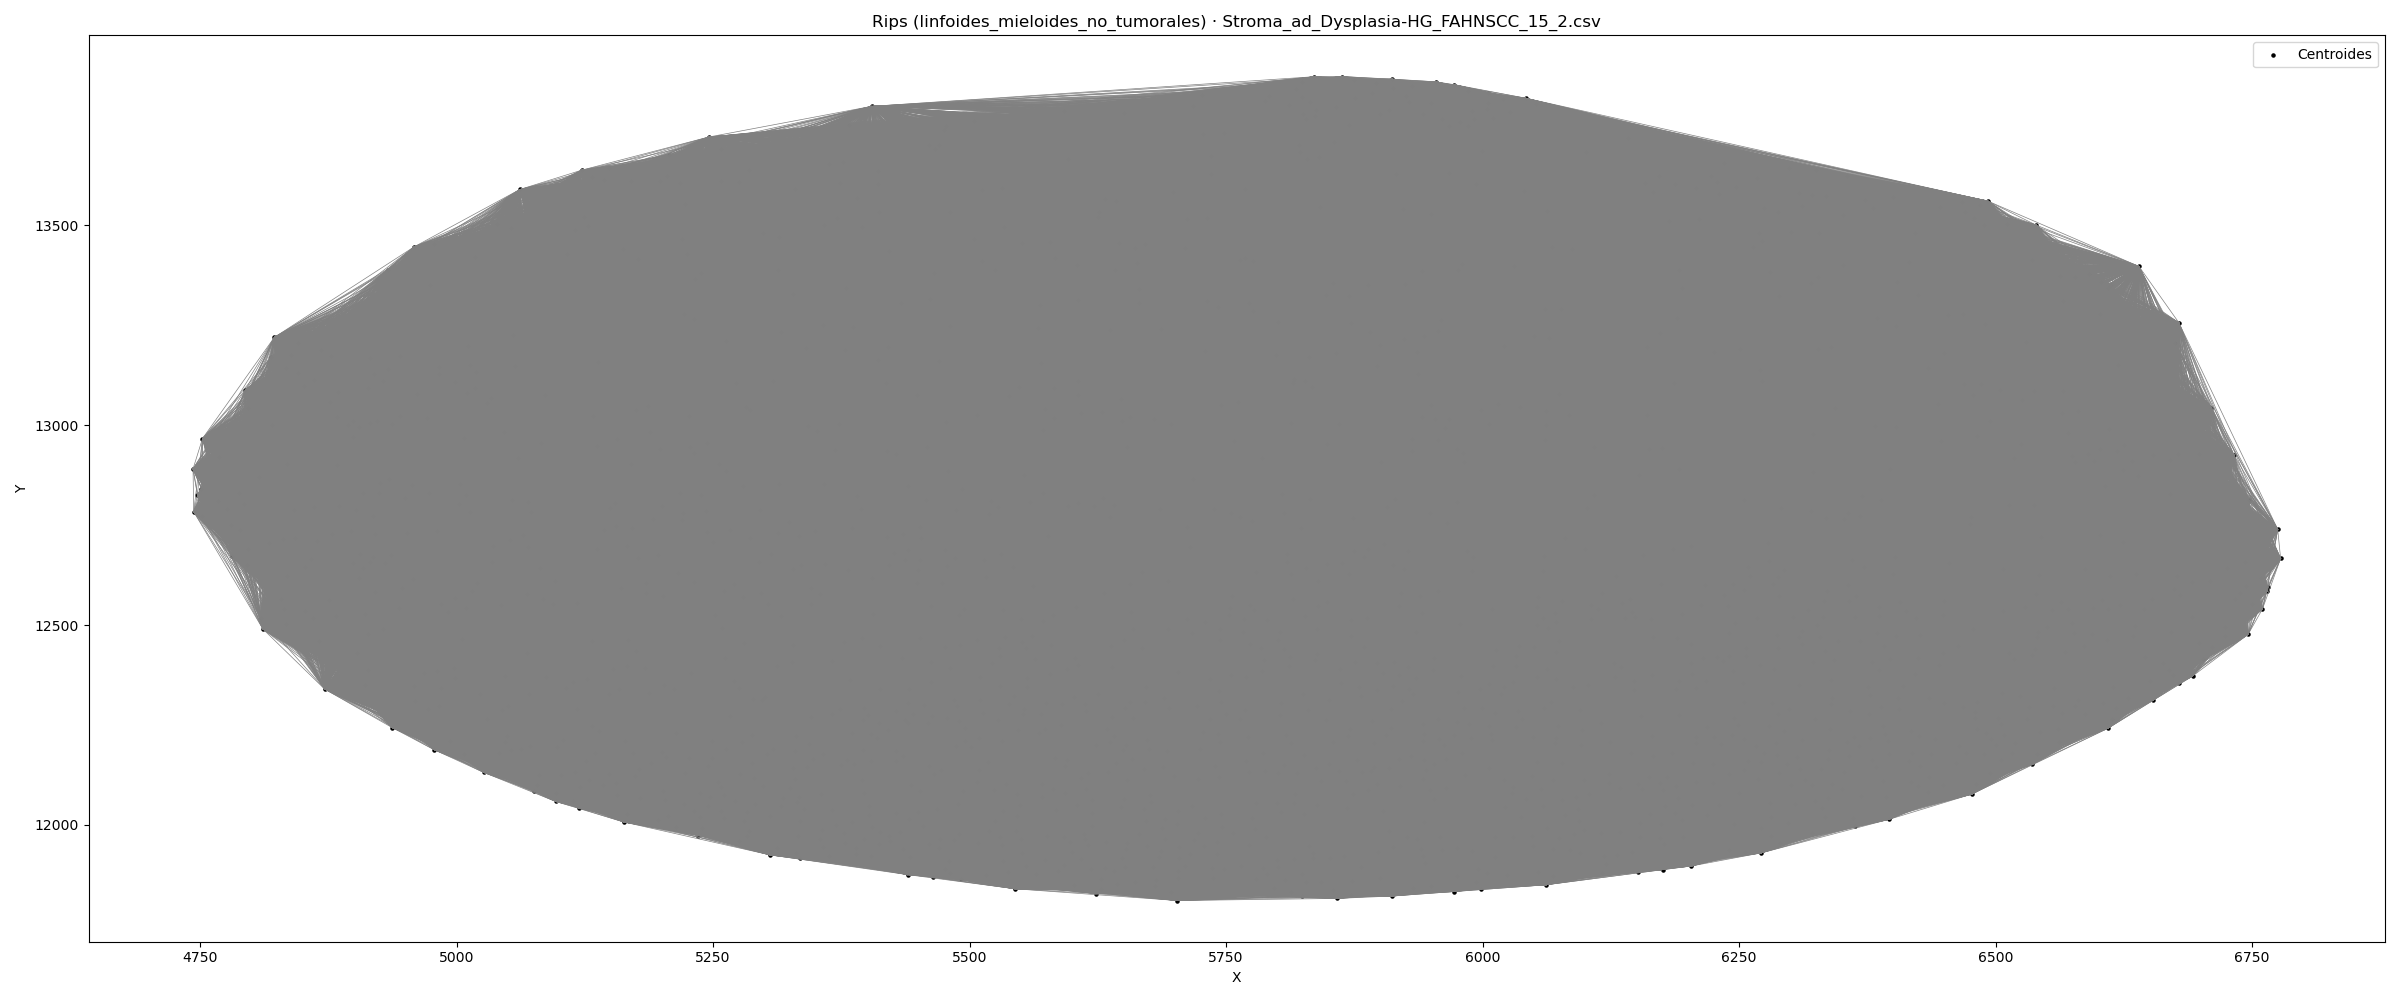 Rips (linfoides_mieloides_no_tumorales) · Stroma_ad_Dysplasia-HG_FAHNSCC_15_2.csv
Centroides
13500
13000
12500
12000
Y
4750 5000 5250 5500 5750 6000 6250 6500 6750
X